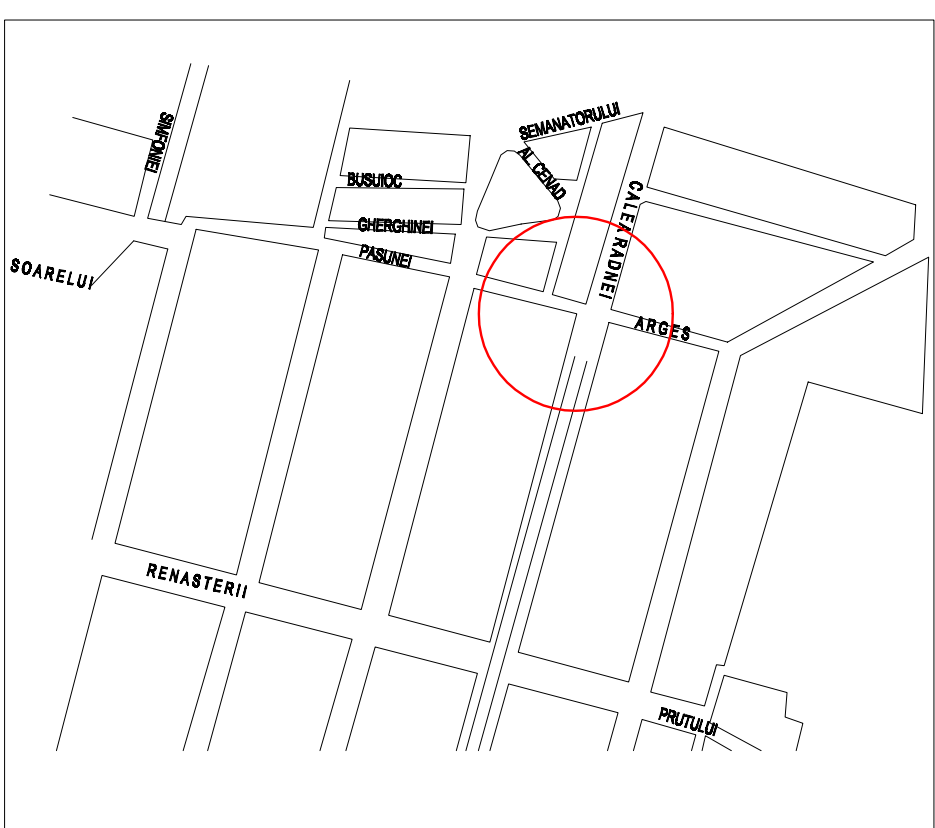 SEMANATORULUI
SIMFONIEI
AL. CENAD
BUSUIOC
CALEA RADNEI
GHERGHINEI
PASUNEI
SOARELUI
ARGES
RENASTERII
PRUTULUI